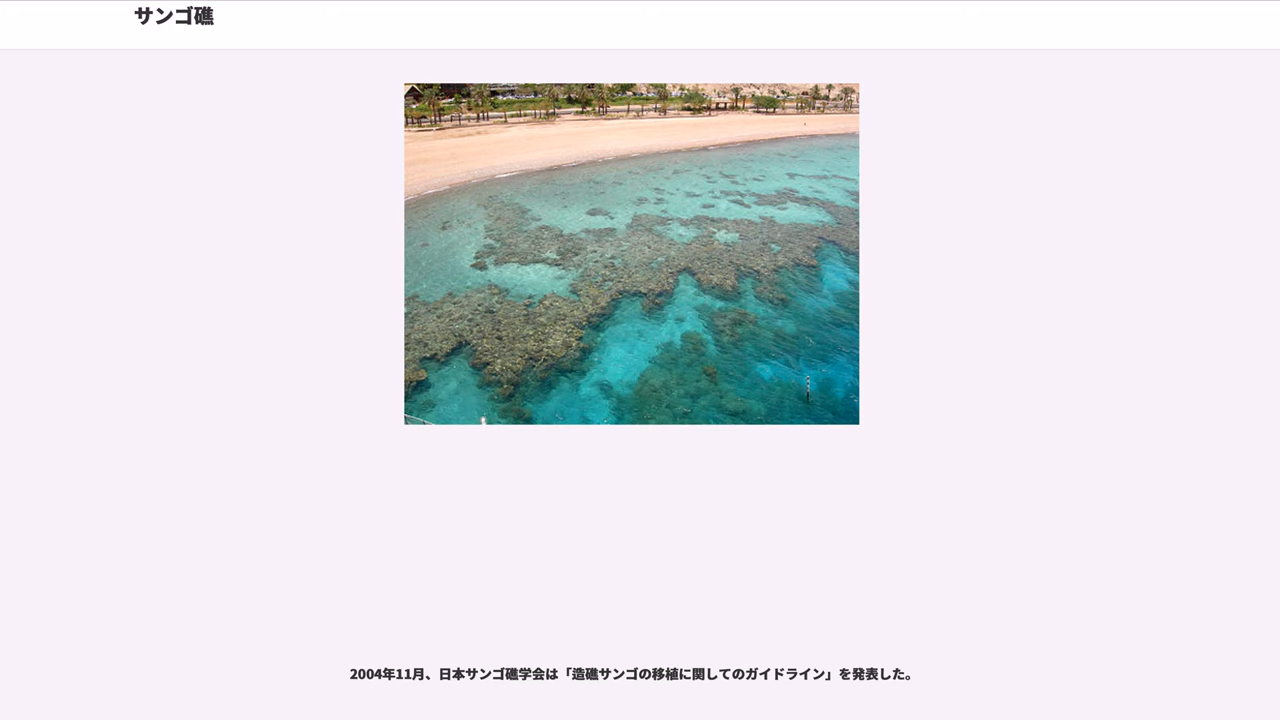 サンゴ礁
2004年11月、日本サンゴ礁学会は「造礁サンゴの移植に関してのガイドライン」を発表した。